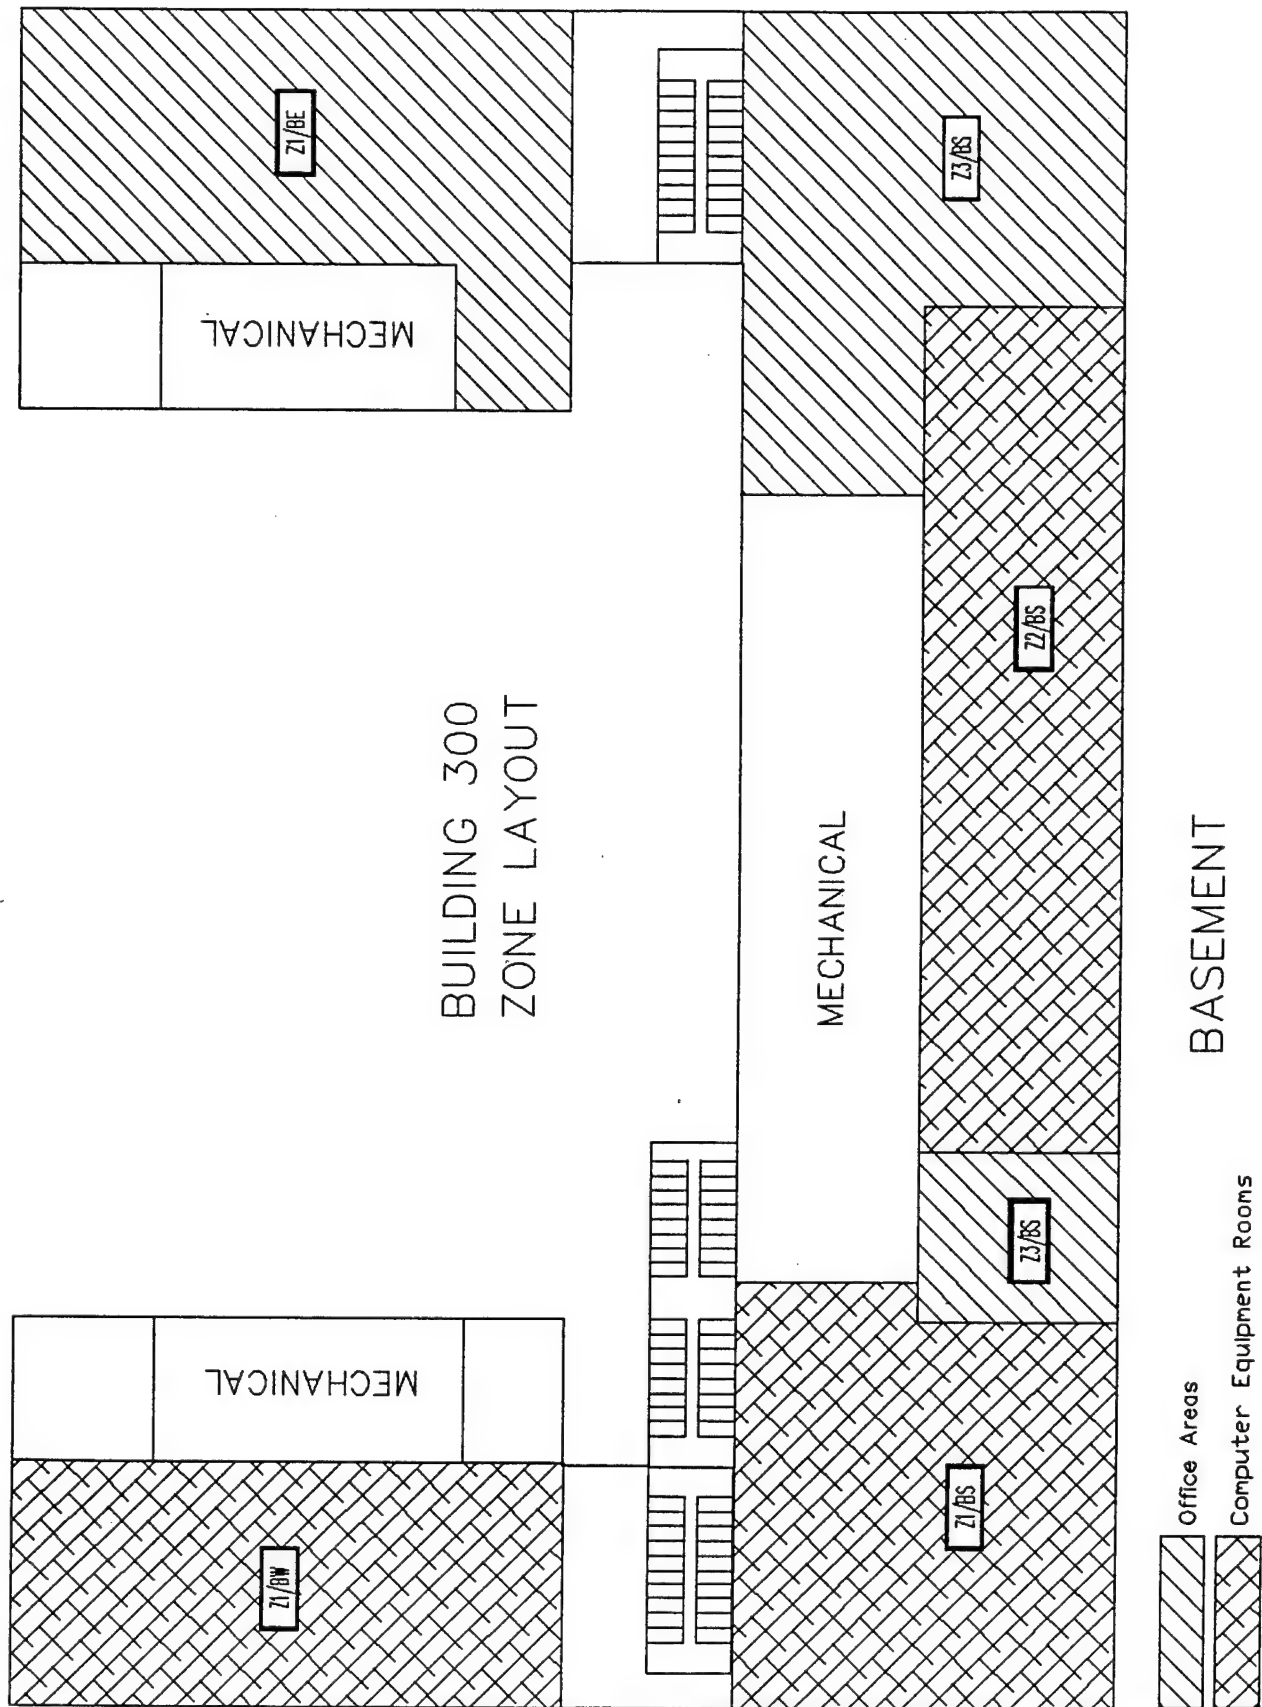 Z1/BW
MECHANICAL
MECHANICAL
Z1/BE
BUILDING 300
ZONE LAYOUT
MECHANICAL
Z1/BS
Z3/BS
Z2/BS
Z3/BS
BASEMENT
Office Areas
Computer Equipment Rooms